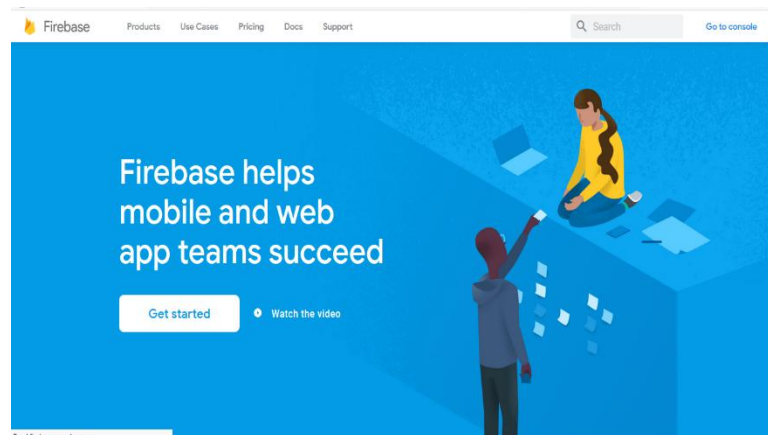 Firebase
Products Use Cases Pricing Docs Support
Search
Go to console
Firebase helps
mobile and web
app teams succeed
Get started
Watch the video